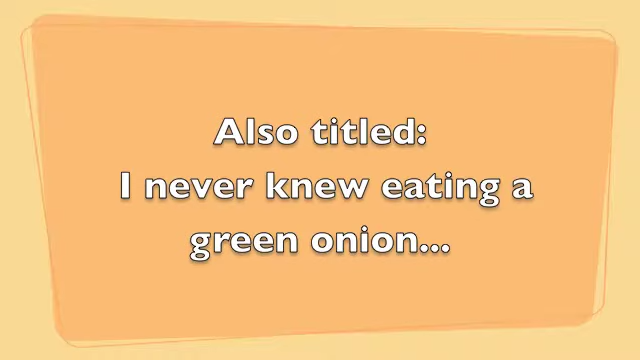 Also titled:
I never knew eating a
green onion...